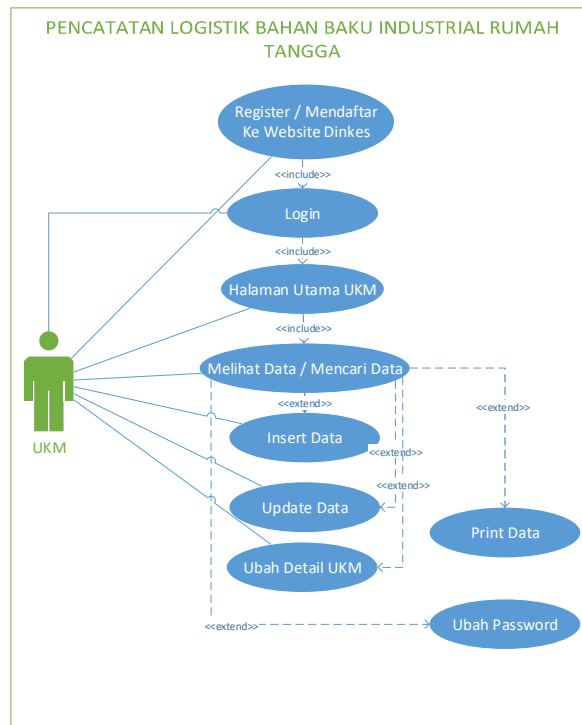 PENCATATAN LOGISTIK BAHAN BAKU INDUSTRIAL RUMAH
TANGGA
Register / Mendaftar
Ke Website Dinkes
<<include>>
Login
<<include>>
Halaman Utama UKM
<<include>>
Melihat Data / Mencari Data
<<extend>>
<<extend>>
Insert Data
UKM
<<extend>>
<<extend>>
Update Data
Print Data
Ubah Detail UKM
Ubah Password
<<extend>>